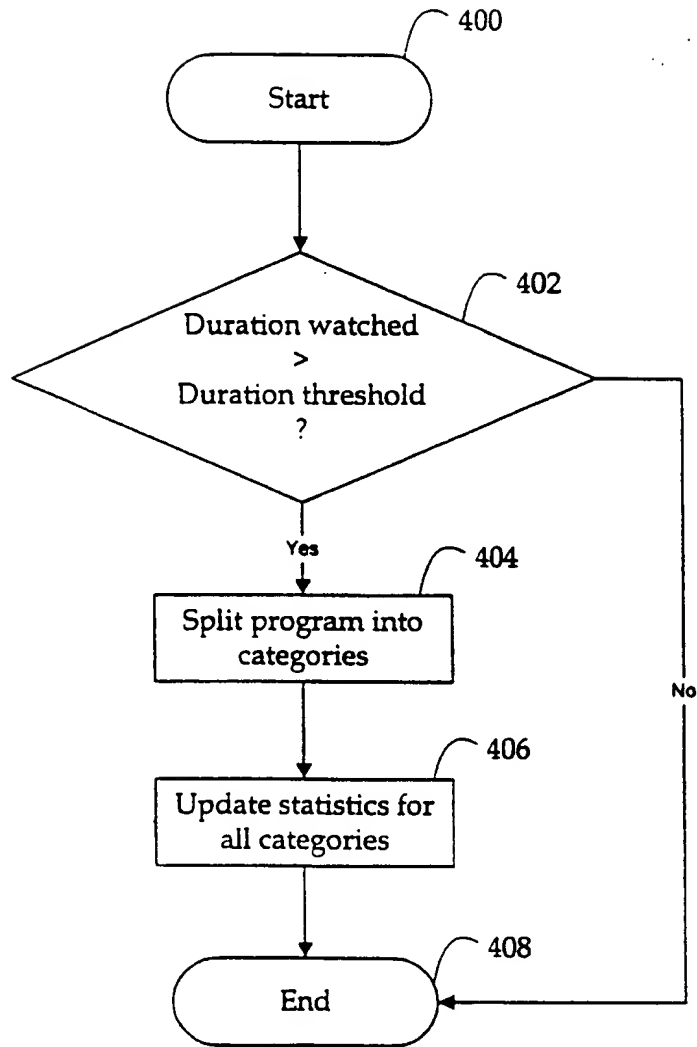 400
Start
402
Duration watched
>
Duration threshold
?
Yes
404
Split program into
categories
No
406
Update statistics for
all categories
408
End